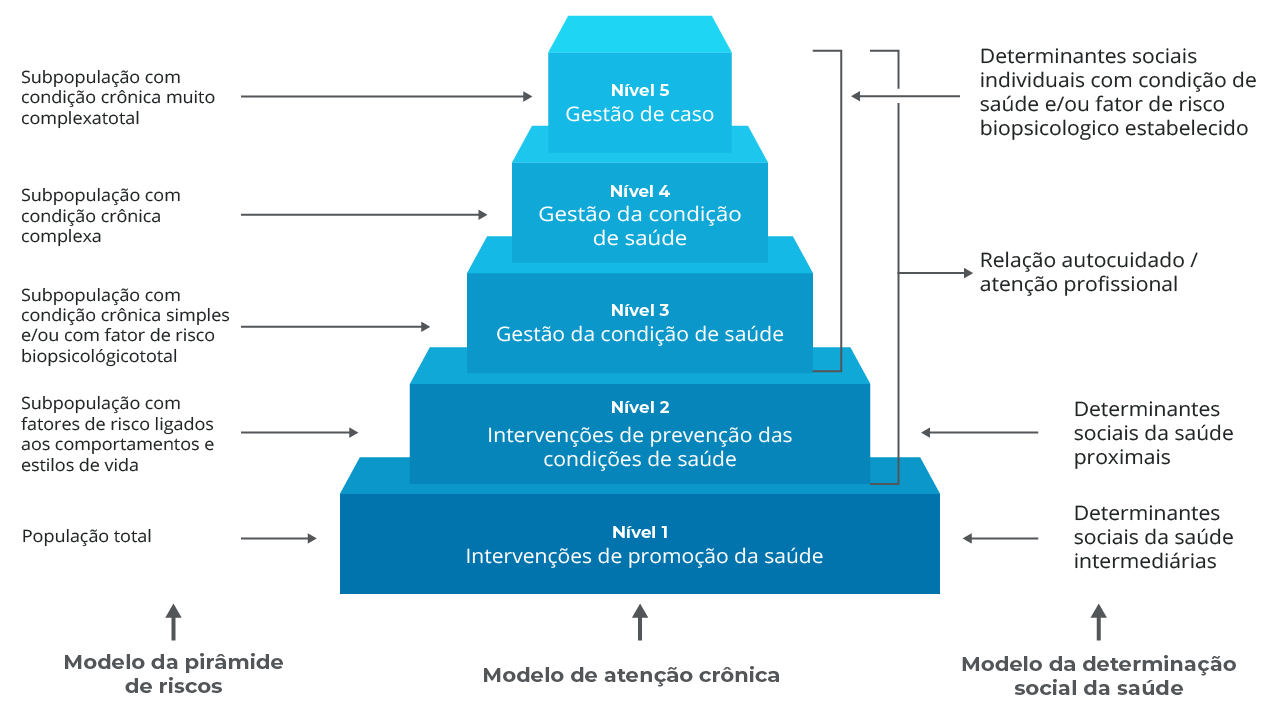 Subpopulação com
condição crônica muito
complexatotal
Subpopulação com
condição crônica
complexa
Subpopulação com
condição crônica simples
e/ou com fator de risco
biopsicológicototal
Subpopulação com
fatores de risco ligados
aos comportamentos e
estilos de vida
População total
Modelo da pirâmide
de riscos
Nível 5
Gestão de caso
Nível 4
Gestão da condição
de saúde
Nível 3
Gestão da condição de saúde
Nível 2
Intervenções de prevenção das
condições de saúde
Nível 1
Intervenções de promoção da saúde
Modelo de atenção crônica
Determinantes sociais
individuais com condição de
saúde e/ou fator de risco
biopsicologico estabelecido
Relação autocuidado /
atenção profissional
Determinantes
sociais da saúde
proximais
Determinantes
sociais da saúde
intermediárias
Modelo da determinação
social da saúde